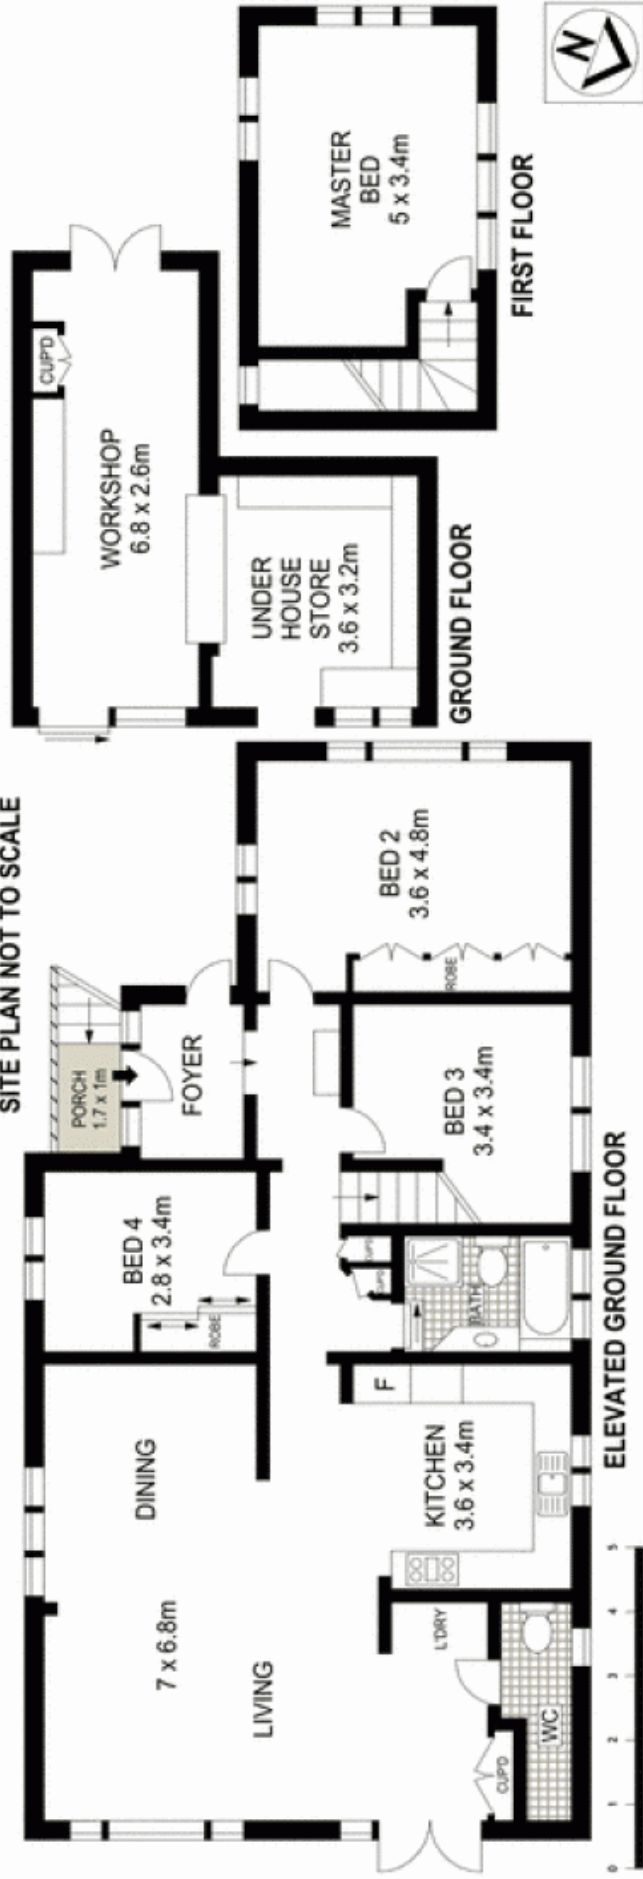 SITE PLAN NOT TO SCALE
PORCH
1.7 x 1m
FOYER
BED 4
2.8 x 3.4m
ROBE
DINING
7 x 6.8m
LIVING
BED 2
3.6 x 4.8m
ROBE
BED 3
3.4 x 3.4m
CUP'D
CUP'D
BATH
F
KITCHEN
3.6 x 3.4m
L'DRY
CUP'D
WC
ELEVATED GROUND FLOOR
0 1 2 3 4 5
CUP'D
WORKSHOP
6.8 x 2.6m
UNDER
HOUSE
STORE
3.6 x 3.2m
GROUND FLOOR
MASTER
BED
5 x 3.4m
FIRST FLOOR
N